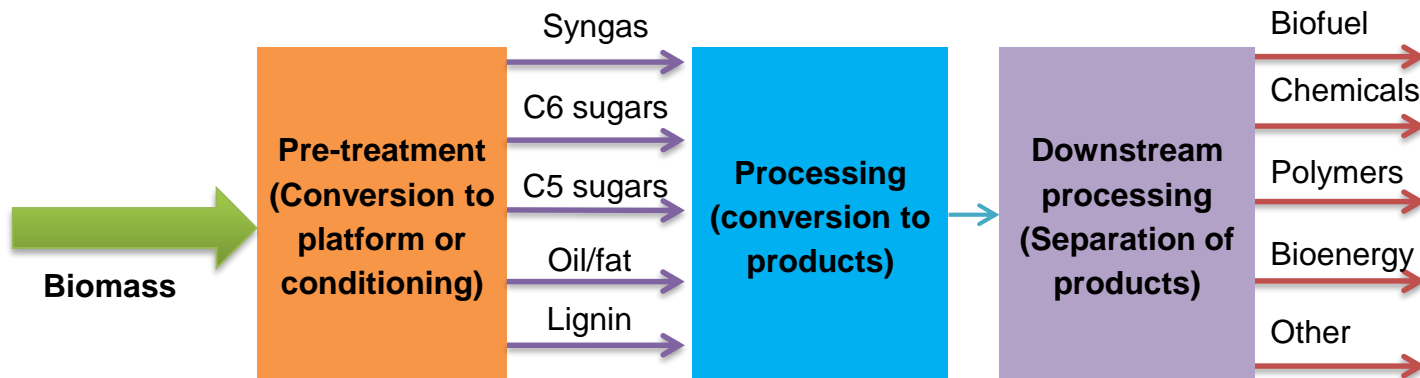 Biomass
Pre-treatment
(Conversion to
platform or
conditioning)
Syngas
C6 sugars
C5 sugars
Oil/fat
Lignin
Processing
(conversion to
products)
Downstream
processing
(Separation of
products)
Biofuel
Chemicals
Polymers
Bioenergy
Other